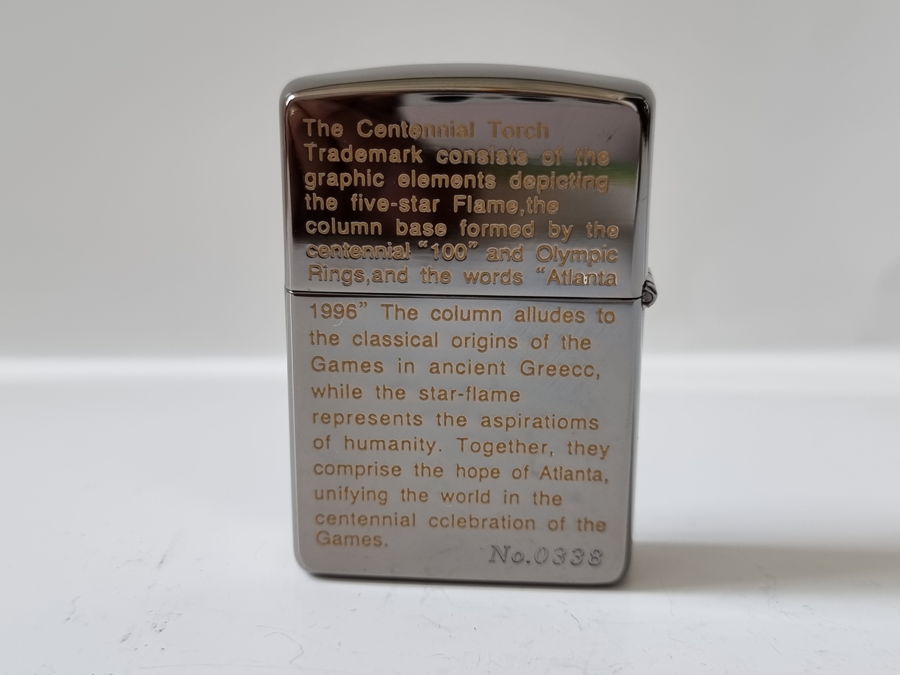 The Centennial Torch
Trademark consists of the
graphic elements depicting
the five-star Flame,the
column base formed by the
centennial “100” and Olympic
Rings,and the words “Atlanta
1996” The column alludes to
the classical origins of the
Games in ancient Greecc,
while the star-flame
represents the aspiratioms
of humanity. Together, they
comprise the hope of Atlanta,
unifying the world in the
centennial cclebration of the
Games.
No.0338